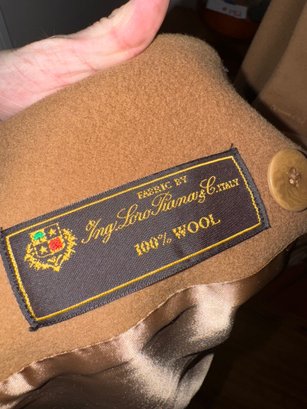 FABRIC BY
Ing. Loro Piana & C. ITALY
100% WOOL